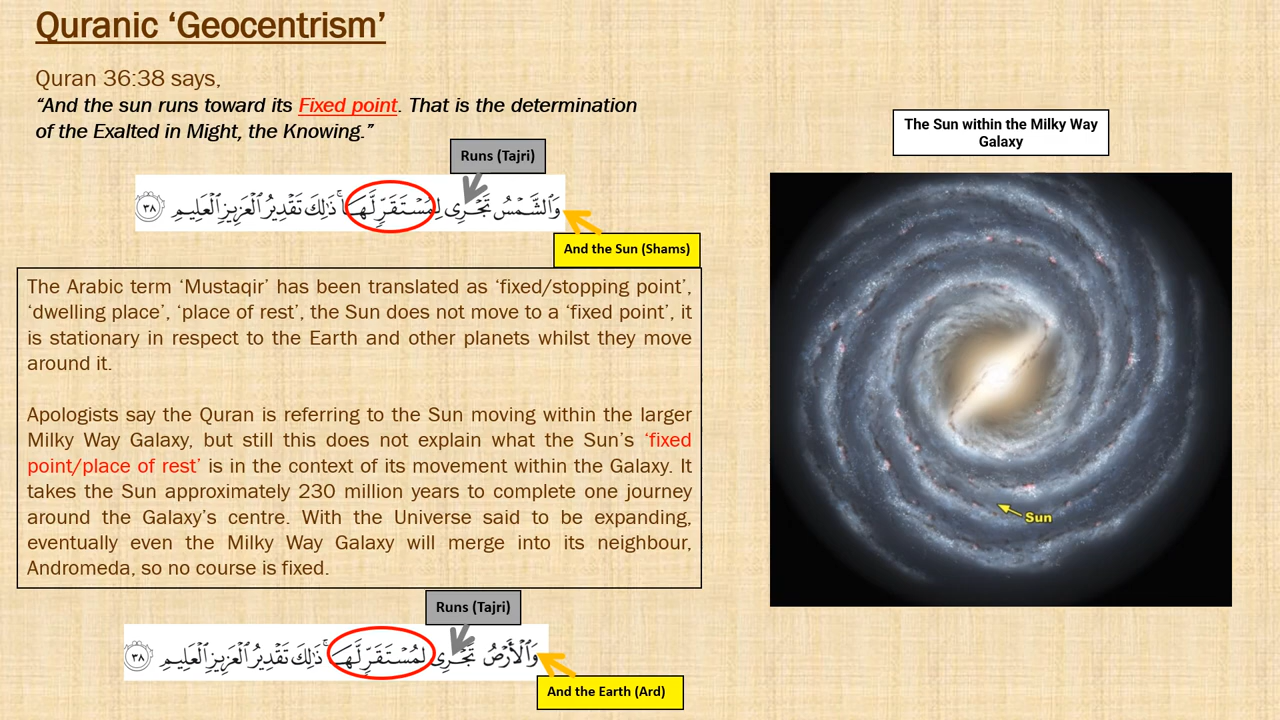 Quranic ‘Geocentrism’
Quran 36:38 says,
“And the sun runs toward its Fixed point. That is the determination
of the Exalted in Might, the Knowing.”
Runs (Tajri)
وَٱلشَّمْسُ تَجْرِى لِمُسْتَقَرٍّ لَّهَا ۚ ذَٰلِكَ تَقْدِيرُ ٱلْعَزِيزِ ٱلْعَلِيمِ ٣٨
And the Sun (Shams)
The Arabic term ‘Mustaqir’ has been translated as ‘fixed/stopping point’,
‘dwelling place’, ‘place of rest’, the Sun does not move to a ‘fixed point’, it
is stationary in respect to the Earth and other planets whilst they move
around it.
Apologists say the Quran is referring to the Sun moving within the larger
Milky Way Galaxy, but still this does not explain what the Sun’s ‘fixed
point/place of rest’ is in the context of its movement within the Galaxy. It
takes the Sun approximately 230 million years to complete one journey
around the Galaxy’s centre. With the Universe said to be expanding,
eventually even the Milky Way Galaxy will merge into its neighbour,
Andromeda, so no course is fixed.
Runs (Tajri)
وَٱلْأَرْضُ تَجْرِى لِمُسْتَقَرٍّ لَّهَا ۚ ذَٰلِكَ تَقْدِيرُ ٱلْعَزِيزِ ٱلْعَلِيمِ ٣٨
And the Earth (Ard)
The Sun within the Milky Way
Galaxy
Sun